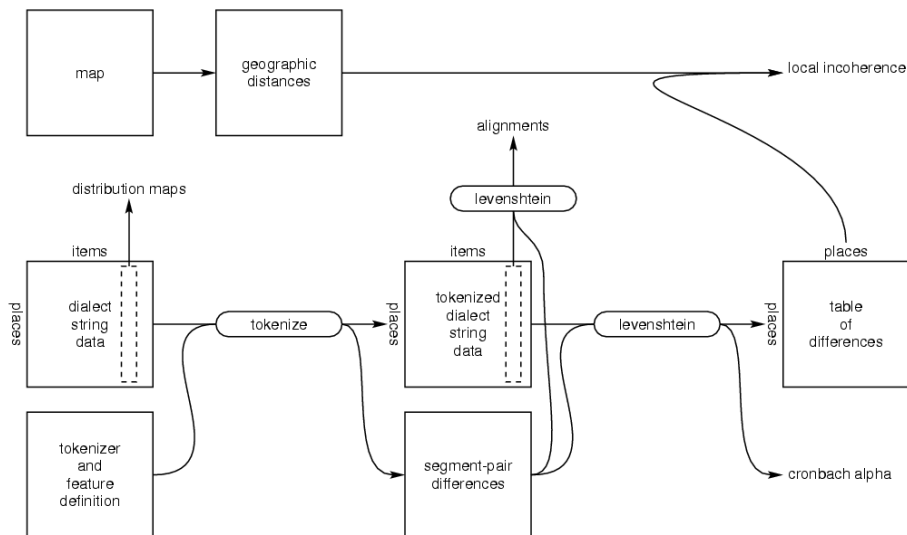 map
geographic
distances
local incoherence
alignments
levenshtein
distribution maps
items
places
dialect
string
data
tokenize
items
places
tokenized
dialect
string
data
levenshtein
places
places
table
of
differences
tokenizer
and
feature
definition
segment-pair
differences
cronbach alpha